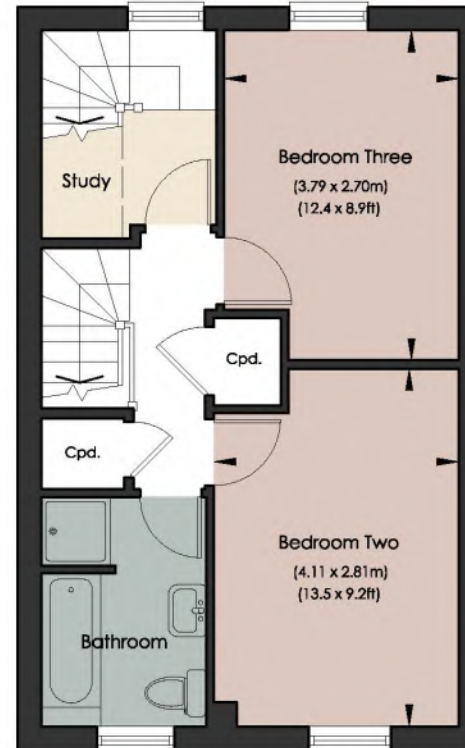 Study
Bedroom Three
(3.79 x 2.70m)
(12.4 x 8.9ft)
Cpd.
Cpd.
Bedroom Two
(4.11 x 2.81m)
(13.5 x 9.2ft)
Bathroom